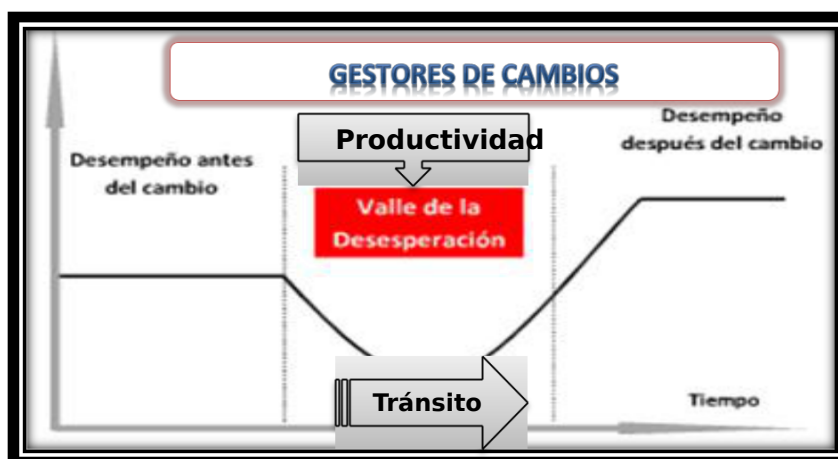 GESTORES DE CAMBIOS
Desempeño antes
del cambio
Productividad
Valle de la
Desesperación
Desempeño
después del cambio
Tránsito
Tiempo